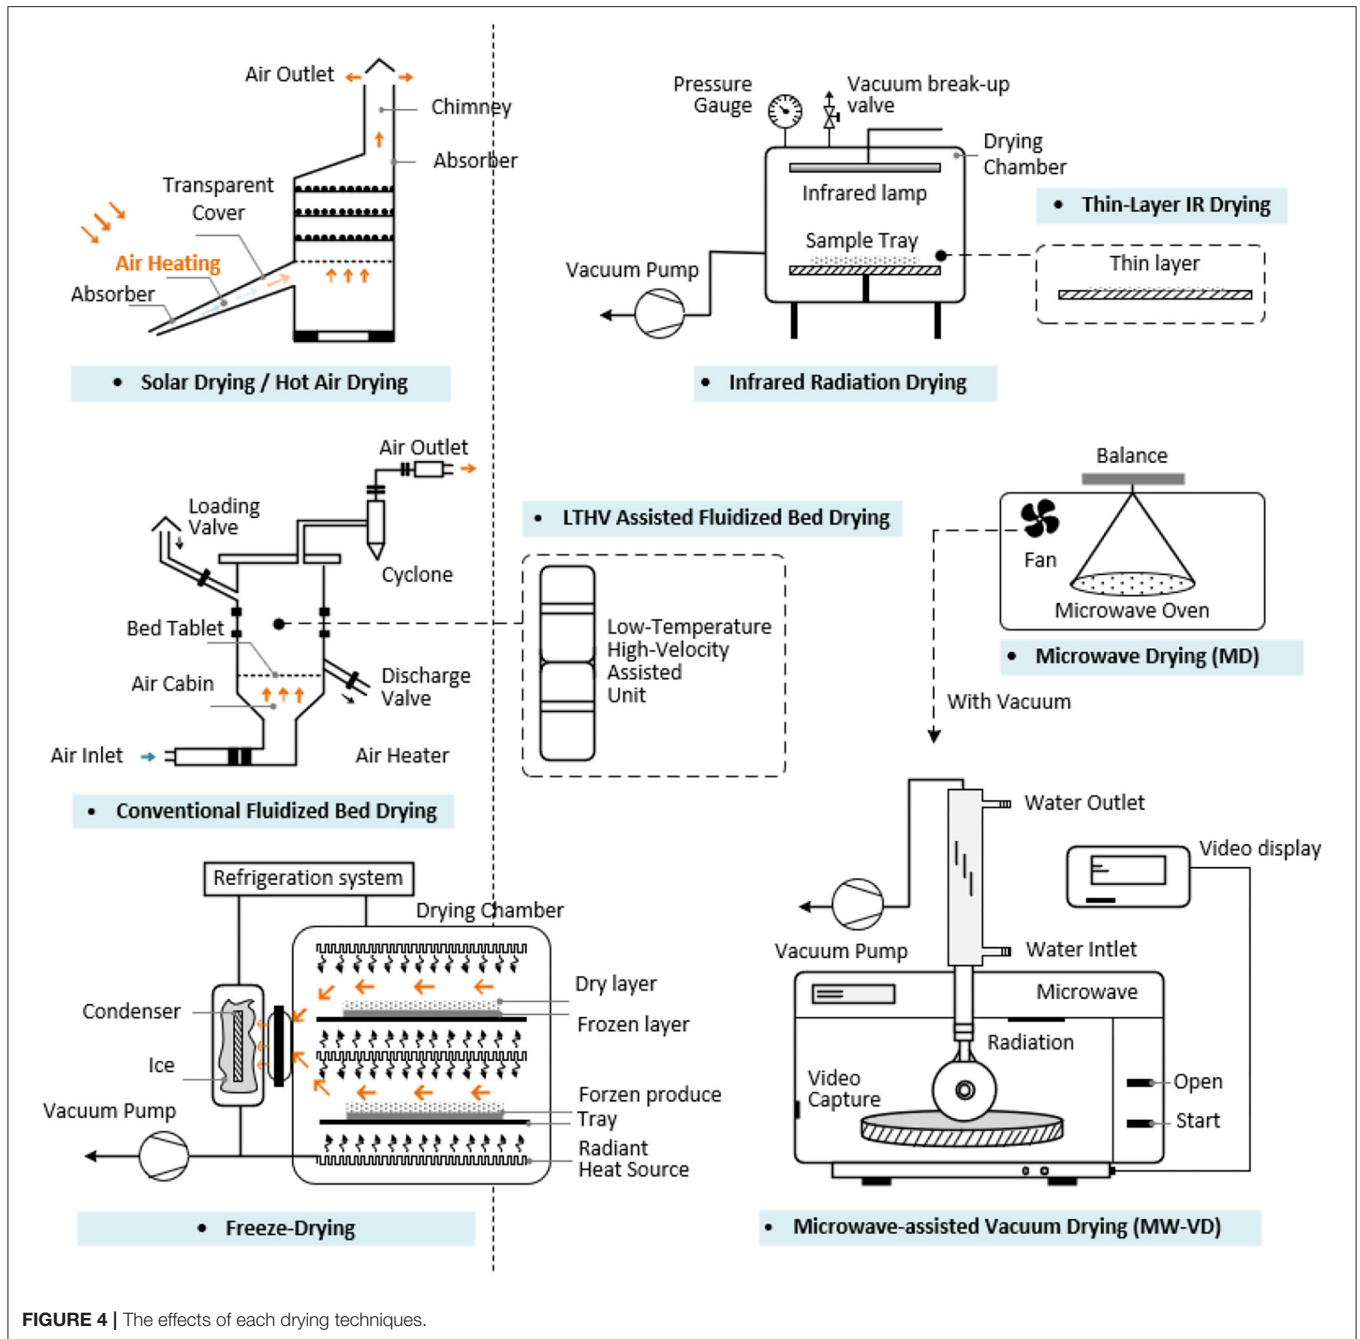 Air Outlet
Chimney
Absorber
Transparent
Cover
Air Heating
Absorber
• Solar Drying / Hot Air Drying
Pressure
Gauge
Vacuum break-up
valve
Drying
Chamber
Infrared lamp
Sample Tray
Vacuum Pump
• Thin-Layer IR Drying
Thin layer
• Infrared Radiation Drying
Air Outlet
Loading
Valve
Cyclone
Bed Tablet
Air Cabin
Discharge
Valve
Air Inlet
Air Heater
• Conventional Fluidized Bed Drying
• LTHV Assisted Fluidized Bed Drying
Low-Temperature
High-Velocity
Assisted
Unit
Balance
Fan
Microwave Oven
• Microwave Drying (MD)
With Vacuum
Refrigeration system
Drying Chamber
Dry layer
Frozen layer
Condenser
Ice
Vacuum Pump
Forzen produce
Tray
Radiant
Heat Source
• Freeze-Drying
Water Outlet
Video display
Vacuum Pump
Water Intlet
Microwave
Radiation
Video
Capture
Open
Start
• Microwave-assisted Vacuum Drying (MW-VD)
FIGURE 4 | The effects of each drying techniques.